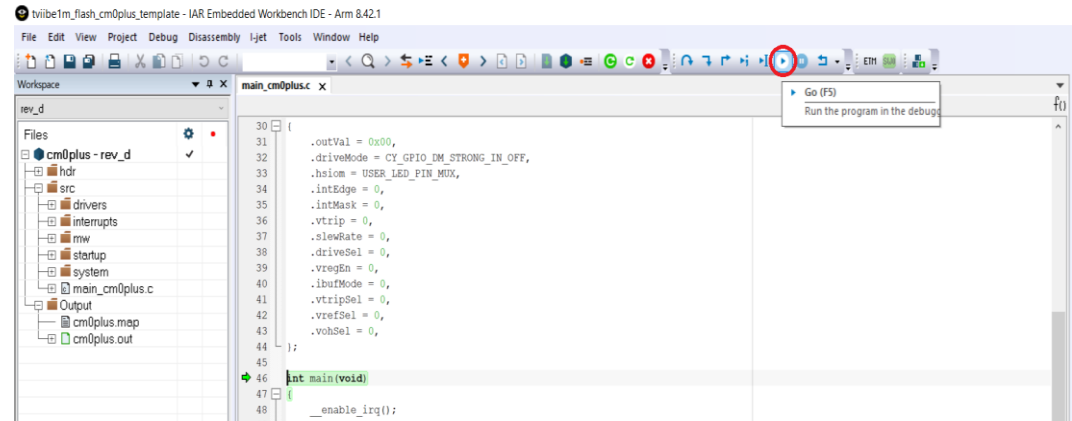 tviibe1m_flash_cm0plus_template - IAR Embedded Workbench IDE - Arm 8.42.1
File Edit View Project Debug Disassembly I-jet Tools Window Help
ETM SWO
Workspace
main_cm0plus.c x
rev_d
f()
Go (F5)
Run the program in the debugg
Files
cm0plus - rev_d
hdr
src
drivers
interrupts
mw
startup
system
main_cm0plus.c
Output
cm0plus.map
cm0plus.out
30 {
31 .outVal = 0x00,
32 .driveMode = CY_GPIO_DM_STRONG_IN_OFF,
33 .hsiom = USER_LED_PIN_MUX,
34 .intEdge = 0,
35 .intMask = 0,
36 .vtrip = 0,
37 .slewRate = 0,
38 .driveSel = 0,
39 .vregEn = 0,
40 .ibufMode = 0,
41 .vtripSel = 0,
42 .vrefSel = 0,
43 .vohSel = 0,
44 };
45
46 int main(void)
47 {
48 __enable_irq();